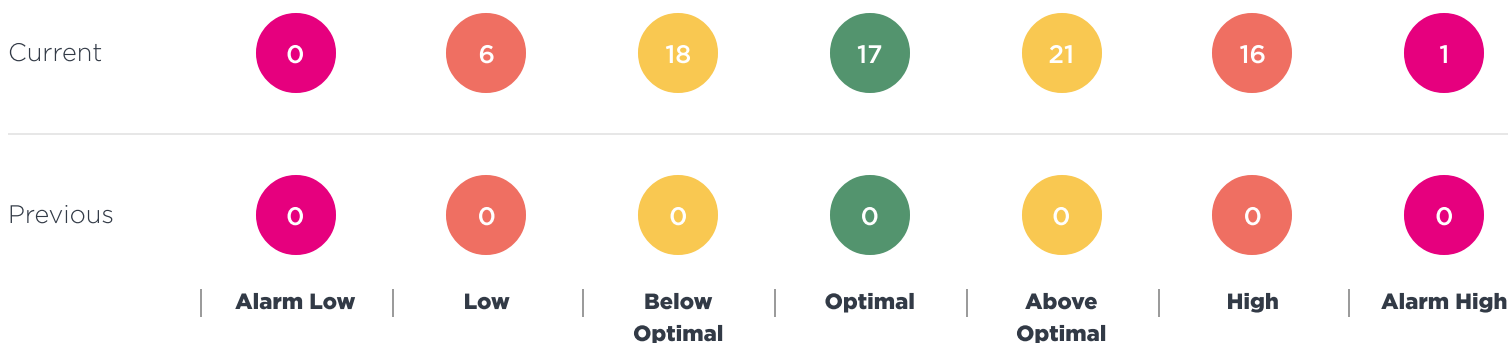 Current 0 6 18 17 21 16 1
Previous 0 0 0 0 0 0 0
Alarm Low Low Below Optimal Above High Alarm High
Optimal Optimal